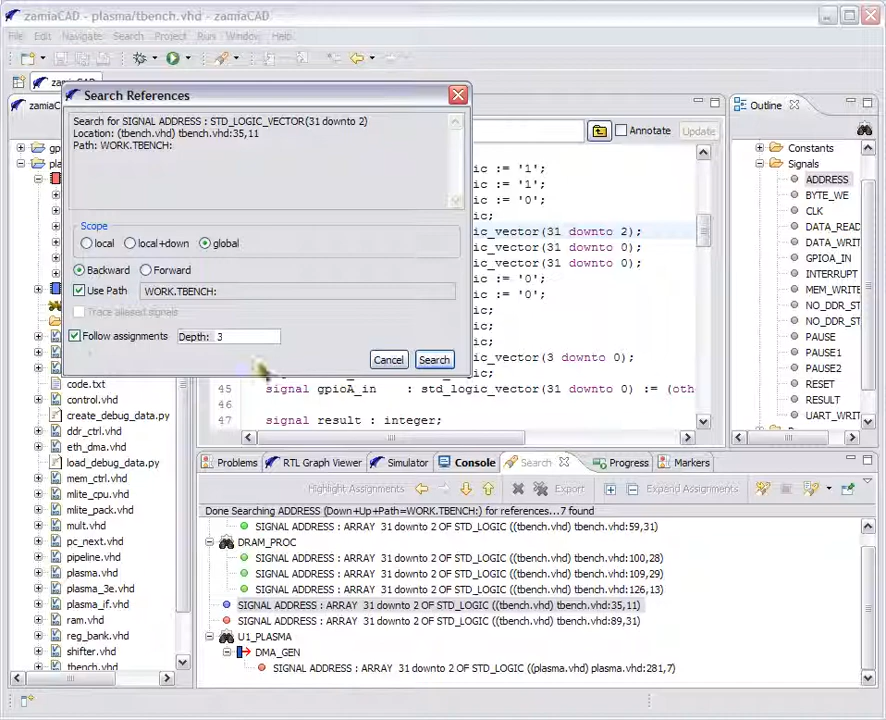 zamiaCAD - plasma/tbench.vhd - zamiaCAD
File Edit Navigate Search Project Run Window Help
Search References
Search for SIGNAL ADDRESS : STD_LOGIC_VECTOR(31 downto 2)
Location: (tbench.vhd) tbench.vhd:35,11
Path: WORK.TBENCH:
Scope
local local+down global
Backward Forward
Use Path WORK.TBENCH:
Trace aliased signals
Follow assignments Depth: 3
Cancel Search
code.txt
control.vhd
create_debug_data.py
ddr_ctrl.vhd
eth_dma.vhd
load_debug_data.py
mem_ctrl.vhd
mlite_cpu.vhd
mlite_pack.vhd
mult.vhd
pc_next.vhd
pipeline.vhd
plasma.vhd
plasma_3e.vhd
plasma_if.vhd
ram.vhd
reg_bank.vhd
shifter.vhd
tbench.vhd
Annotate Update
ic := '1';
ic := '1';
ic := '0';
ic;
ic_vector(31 downto 2);
ic_vector(31 downto 0);
ic_vector(31 downto 0);
ic := '0';
ic := '0';
ic;
ic;
ic;
ic;
ic_vector(3 downto 0);
ic;
45 signal gpioA_in : std_logic_vector(31 downto 0) := (oth
46
47 signal result : integer;
Outline
Constants
Signals
ADDRESS
BYTE_WE
CLK
DATA_READ
DATA_WRIT
GPIOA_IN
INTERRUPT
MEM_WRITE
NO_DDR_ST
NO_DDR_ST
PAUSE
PAUSE1
PAUSE2
RESET
RESULT
UART_WRIT
Problems RTL Graph Viewer Simulator Console Search Progress Markers
Highlight Assignments Export Expand Assignments
Done Searching ADDRESS (Down+Up+Path=WORK.TBENCH:) for references...7 found
SIGNAL ADDRESS : ARRAY 31 downto 2 OF STD_LOGIC ((tbench.vhd) tbench.vhd:59,31)
DRAM_PROC
SIGNAL ADDRESS : ARRAY 31 downto 2 OF STD_LOGIC ((tbench.vhd) tbench.vhd:100,28)
SIGNAL ADDRESS : ARRAY 31 downto 2 OF STD_LOGIC ((tbench.vhd) tbench.vhd:109,29)
SIGNAL ADDRESS : ARRAY 31 downto 2 OF STD_LOGIC ((tbench.vhd) tbench.vhd:126,13)
SIGNAL ADDRESS : ARRAY 31 downto 2 OF STD_LOGIC ((tbench.vhd) tbench.vhd:35,11)
SIGNAL ADDRESS : ARRAY 31 downto 2 OF STD_LOGIC ((tbench.vhd) tbench.vhd:89,31)
U1_PLASMA
DMA_GEN
SIGNAL ADDRESS : ARRAY 31 downto 2 OF STD_LOGIC ((plasma.vhd) plasma.vhd:281,7)